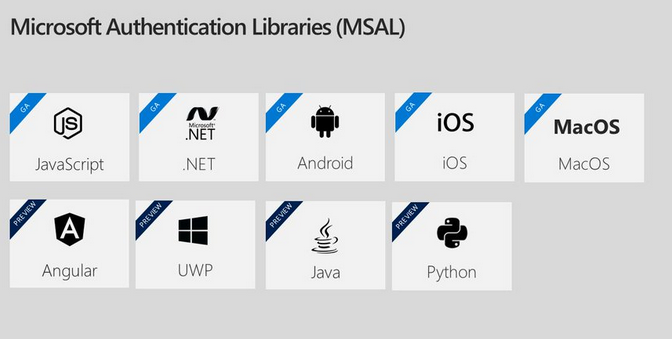 Microsoft Authentication Libraries (MSAL)
GA
JS
JavaScript
GA
Microsoft
.NET
.NET
GA
Android
GA
iOS
iOS
GA
MacOS
MacOS
PREVIEW
A
Angular
PREVIEW
UWP
PREVIEW
Java
PREVIEW
Python